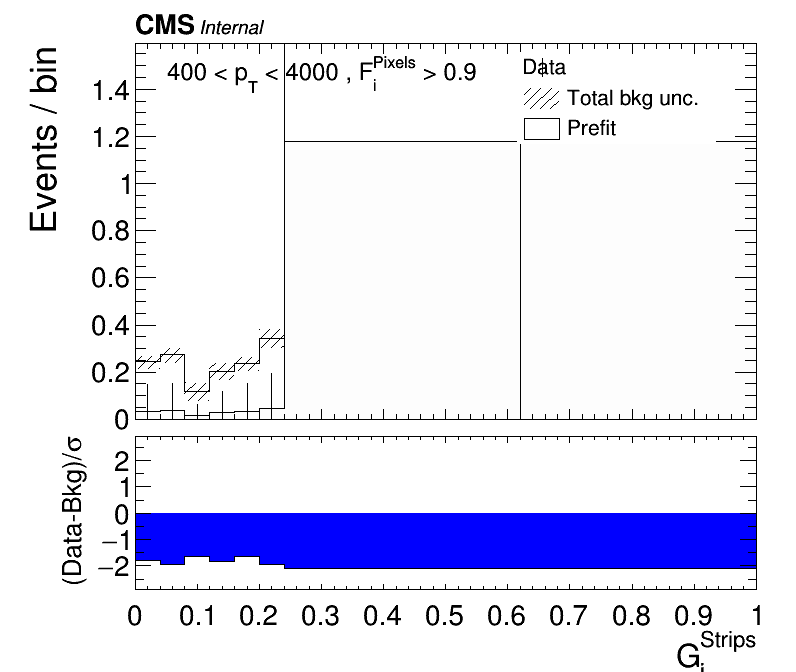 CMS Internal
400 < p_T < 4000 , F_i^Pixels > 0.9
Data
Total bkg unc.
Prefit
Events / bin
1.4
1.2
1
0.8
0.6
0.4
0.2
0
(Data-Bkg)/σ
2
1
0
−1
−2
0 0.1 0.2 0.3 0.4 0.5 0.6 0.7 0.8 0.9 1
G_i^Strips